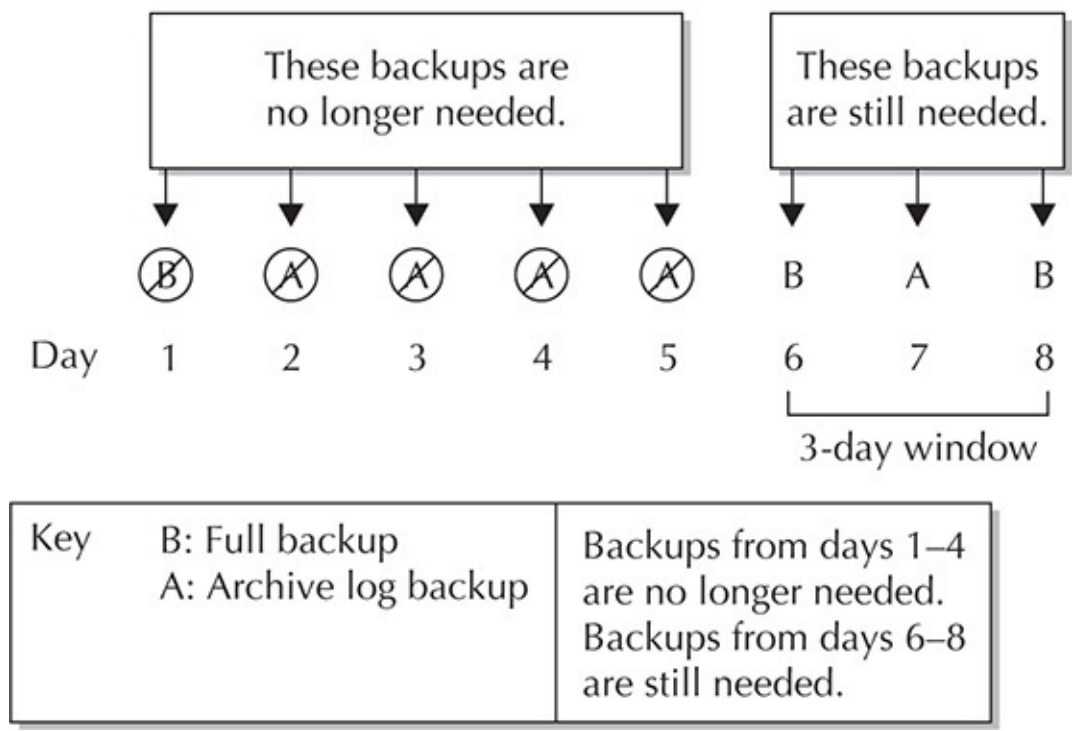 These backups are
no longer needed.
These backups
are still needed.
B A A A A B A B
Day 1 2 3 4 5 6 7 8
3-day window
Key B: Full backup
A: Archive log backup
Backups from days 1–4
are no longer needed.
Backups from days 6–8
are still needed.